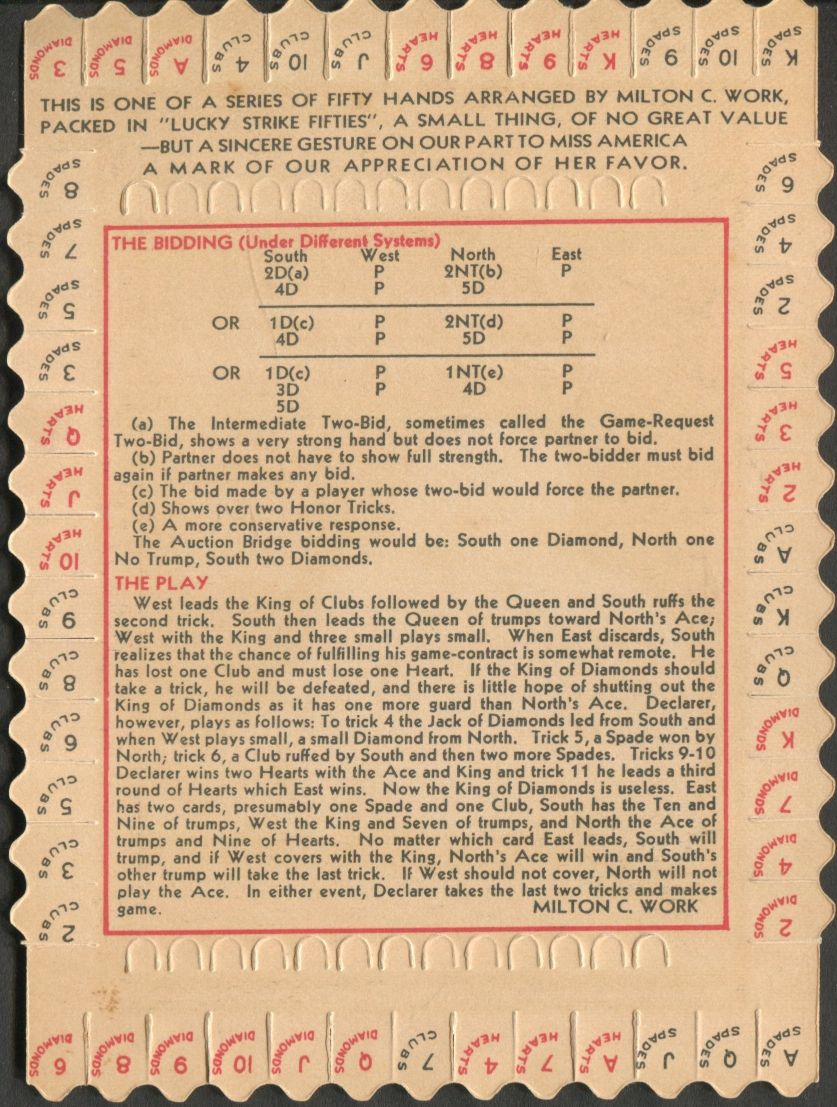 3 DIAMONDS 5 DIAMONDS A DIAMONDS 4 CLUBS 10 CLUBS J CLUBS 6 HEARTS 8 HEARTS 9 HEARTS K HEARTS 9 SPADES 10 SPADES K SPADES
THIS IS ONE OF A SERIES OF FIFTY HANDS ARRANGED BY MILTON C. WORK,
PACKED IN "LUCKY STRIKE FIFTIES", A SMALL THING, OF NO GREAT VALUE
—BUT A SINCERE GESTURE ON OUR PART TO MISS AMERICA
A MARK OF OUR APPRECIATION OF HER FAVOR.
8 SPADES
7 SPADES
5 SPADES
3 SPADES
Q HEARTS
J HEARTS
10 HEARTS
9 CLUBS
8 CLUBS
6 CLUBS
5 CLUBS
3 CLUBS
2 CLUBS
THE BIDDING (Under Different Systems)
South West North East
2D(a) P 2NT(b) P
4D P 5D
OR 1D(c) P 2NT(d) P
4D P 5D P
OR 1D(c) P 1NT(e) P
3D P 4D P
5D
(a) The Intermediate Two-Bid, sometimes called the Game-Request
Two-Bid, shows a very strong hand but does not force partner to bid.
(b) Partner does not have to show full strength. The two-bidder must bid
again if partner makes any bid.
(c) The bid made by a player whose two-bid would force the partner.
(d) Shows over two Honor Tricks.
(e) A more conservative response.
The Auction Bridge bidding would be: South one Diamond, North one
No Trump, South two Diamonds.
THE PLAY
West leads the King of Clubs followed by the Queen and South ruffs the
second trick. South then leads the Queen of trumps toward North's Ace;
West with the King and three small plays small. When East discards, South
realizes that the chance of fulfilling his game-contract is somewhat remote. He
has lost one Club and must lose one Heart. If the King of Diamonds should
take a trick, he will be defeated, and there is little hope of shutting out the
King of Diamonds as it has one more guard than North's Ace. Declarer,
however, plays as follows: To trick 4 the Jack of Diamonds led from South and
when West plays small, a small Diamond from North. Trick 5, a Spade won by
North; trick 6, a Club ruffed by South and then two more Spades. Tricks 9-10
Declarer wins two Hearts with the Ace and King and trick 11 he leads a third
round of Hearts which East wins. Now the King of Diamonds is useless. East
has two cards, presumably one Spade and one Club, South has the Ten and
Nine of trumps, West the King and Seven of trumps, and North the Ace of
trumps and Nine of Hearts. No matter which card East leads, South will
trump, and if West covers with the King, North's Ace will win and South's
other trump will take the last trick. If West should not cover, North will not
play the Ace. In either event, Declarer takes the last two tricks and makes
game. MILTON C. WORK
6 SPADES
4 SPADES
2 SPADES
5 HEARTS
3 HEARTS
2 HEARTS
A CLUBS
K CLUBS
Q CLUBS
K DIAMONDS
7 DIAMONDS
4 DIAMONDS
2 DIAMONDS
6 DIAMONDS 8 DIAMONDS 9 DIAMONDS 10 DIAMONDS J DIAMONDS Q DIAMONDS 7 CLUBS 4 HEARTS 7 HEARTS A HEARTS J SPADES Q SPADES A SPADES